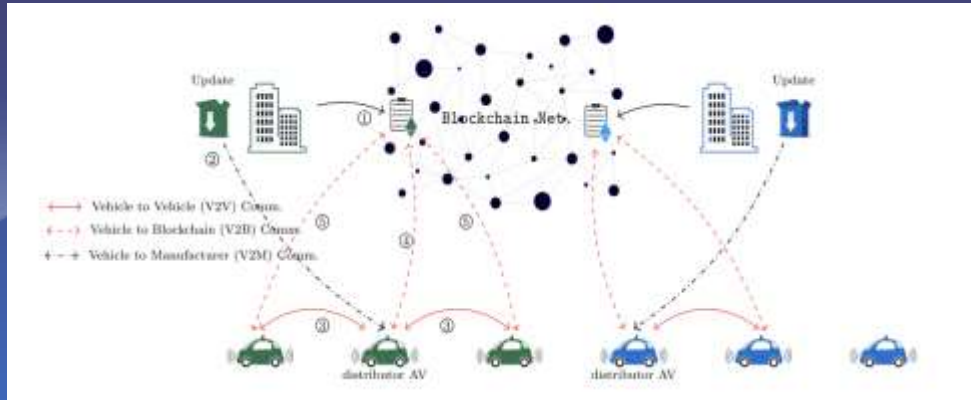 Update
Update
①
Blockchain Net.
②
Vehicle to Vehicle (V2V) Comm.
Vehicle to Blockchain (V2B) Comm.
Vehicle to Manufacturer (V2M) Comm.
⑤
⑤
④
③
③
distributor AV
distributor AV